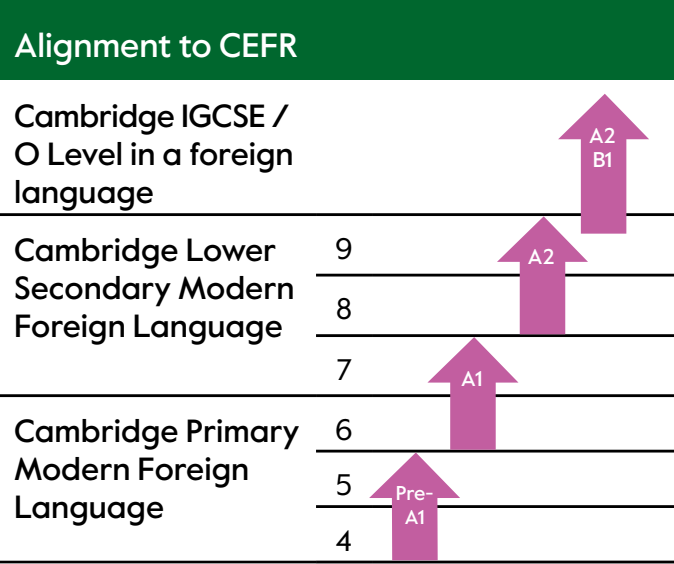 Alignment to CEFR
Cambridge IGCSE /
O Level in a foreign
language
A2
B1
Cambridge Lower
Secondary Modern
Foreign Language
9
8
7
A2
A1
Cambridge Primary
Modern Foreign
Language
6
5
4
Pre-
A1